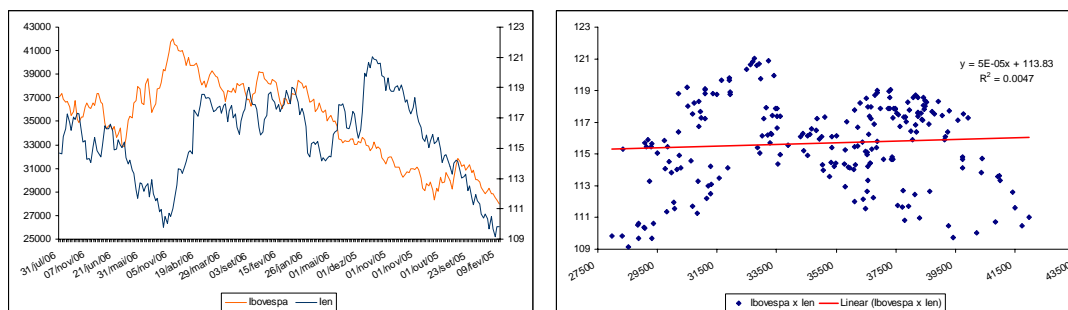 43000
41000
39000
37000
35000
33000
31000
29000
27000
25000
123
121
119
117
115
113
111
109
31/jul/06
07/nov/06
21/jun/06
31/mai/06
05/nov/06
19/abr/06
29/mar/06
03/set/06
15/fev/06
26/jan/06
01/mai/06
01/dez/05
01/nov/05
01/nov/05
01/out/05
23/set/05
09/fev/05
Ibovespa
Ien
123
121
119
117
115
113
111
109
y = 5E-05x + 113.83
R² = 0.0047
27500
29500
31500
33500
35500
37500
39500
41500
43500
Ibovespa x Ien
Linear (Ibovespa x Ien)